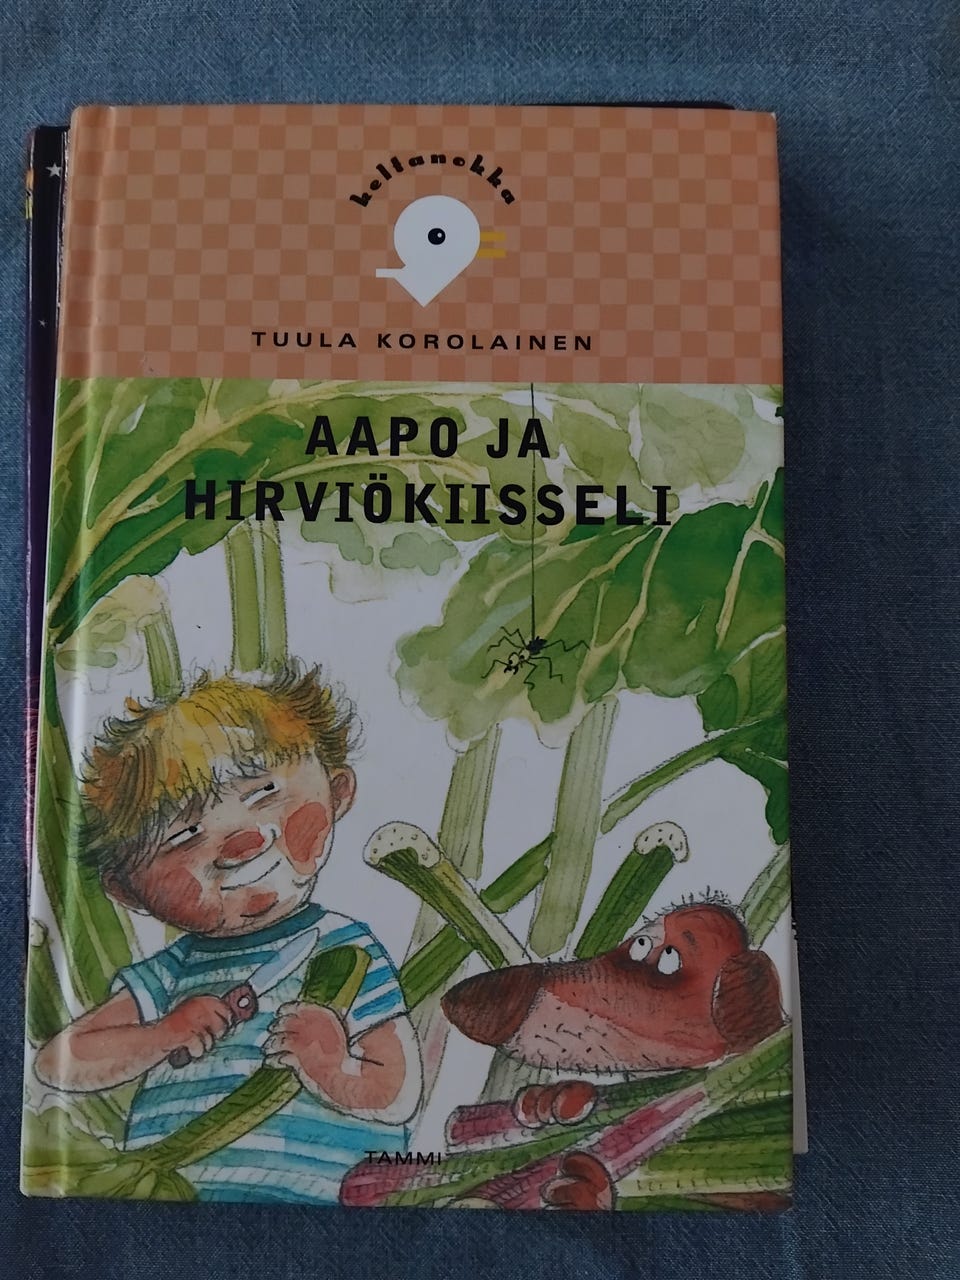 keltanokka
TUULA KOROLAINEN
AAPO JA
HIRVIÖKIISSELI
TAMMI